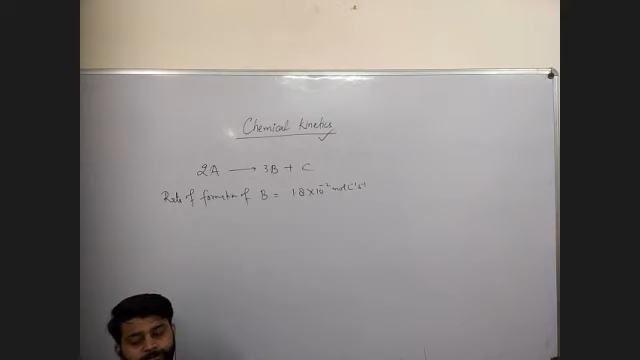 Chemical Kinetics
2A ⟶ 3B + C
Rate of formation of B = 1.8 × 10⁻² mol L⁻¹ s⁻¹